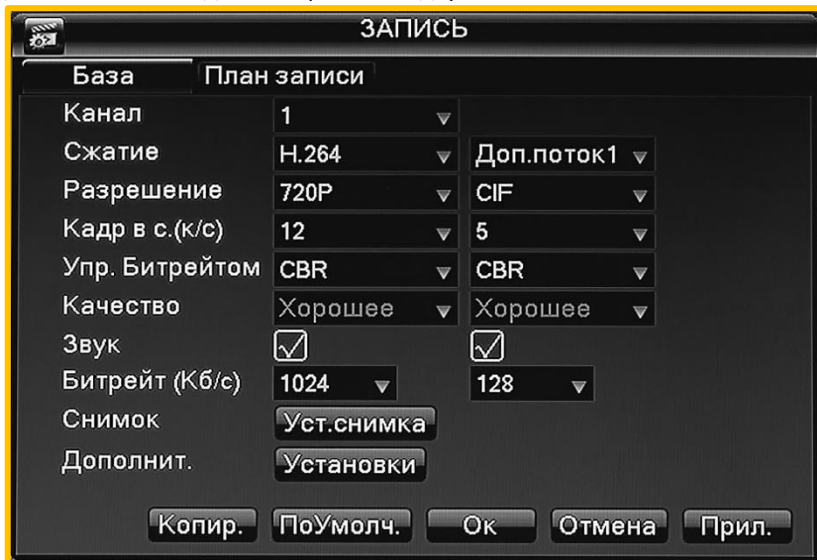 ЗАПИСЬ
База План записи
Канал 1
Сжатие H.264 Доп.поток1
Разрешение 720P CIF
Кадр в с.(к/с) 12 5
Упр. Битрейтом CBR CBR
Качество Хорошее Хорошее
Звук
Битрейт (Кб/с) 1024 128
Снимок Уст.снимка
Дополнит. Установки
Копир. ПоУмолч. Ок Отмена Прил.